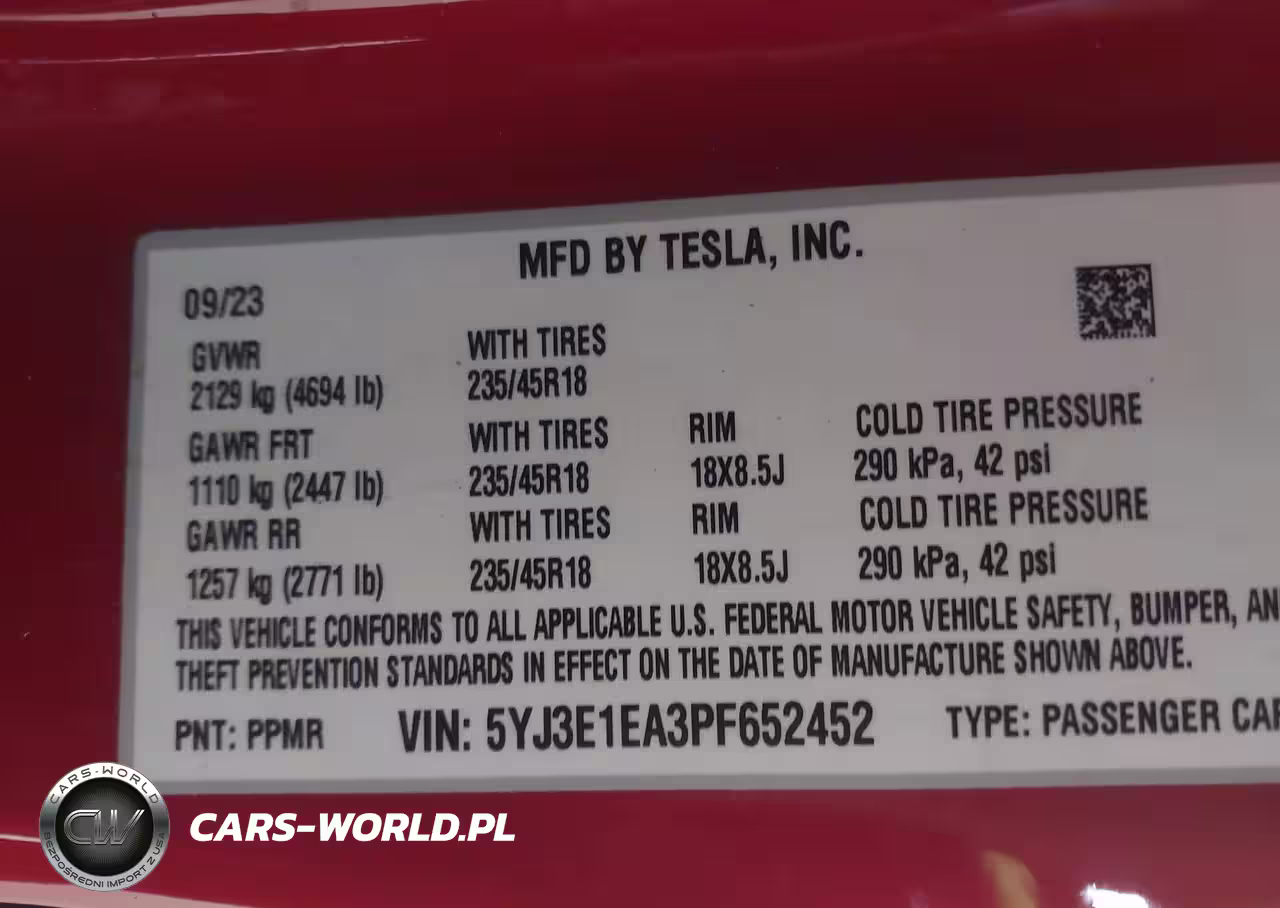 MFD BY TESLA, INC.
09/23
GVWR WITH TIRES
2129 kg (4694 lb) 235/45R18
GAWR FRT WITH TIRES RIM COLD TIRE PRESSURE
1110 kg (2447 lb) 235/45R18 18X8.5J 290 kPa, 42 psi
GAWR RR WITH TIRES RIM COLD TIRE PRESSURE
1257 kg (2771 lb) 235/45R18 18X8.5J 290 kPa, 42 psi
THIS VEHICLE CONFORMS TO ALL APPLICABLE U.S. FEDERAL MOTOR VEHICLE SAFETY, BUMPER, AN
THEFT PREVENTION STANDARDS IN EFFECT ON THE DATE OF MANUFACTURE SHOWN ABOVE.
PNT: PPMR VIN: 5YJ3E1EA3PF652452 TYPE: PASSENGER CAR
CARS-WORLD
CW
BEZPOŚREDNI IMPORT Z USA
CARS-WORLD.PL